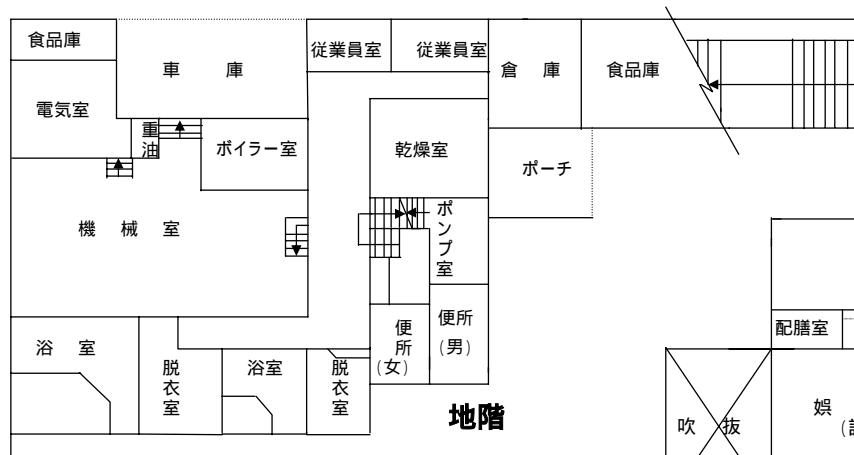 食品庫
車庫
従業員室
従業員室
倉庫
食品庫
電気室
重油
ボイラー室
乾燥室
ポーチ
機械室
ポンプ室
浴室
脱衣室
浴室
脱衣室
便所
(女)
便所
(男)
地階
配膳室
吹抜
娯